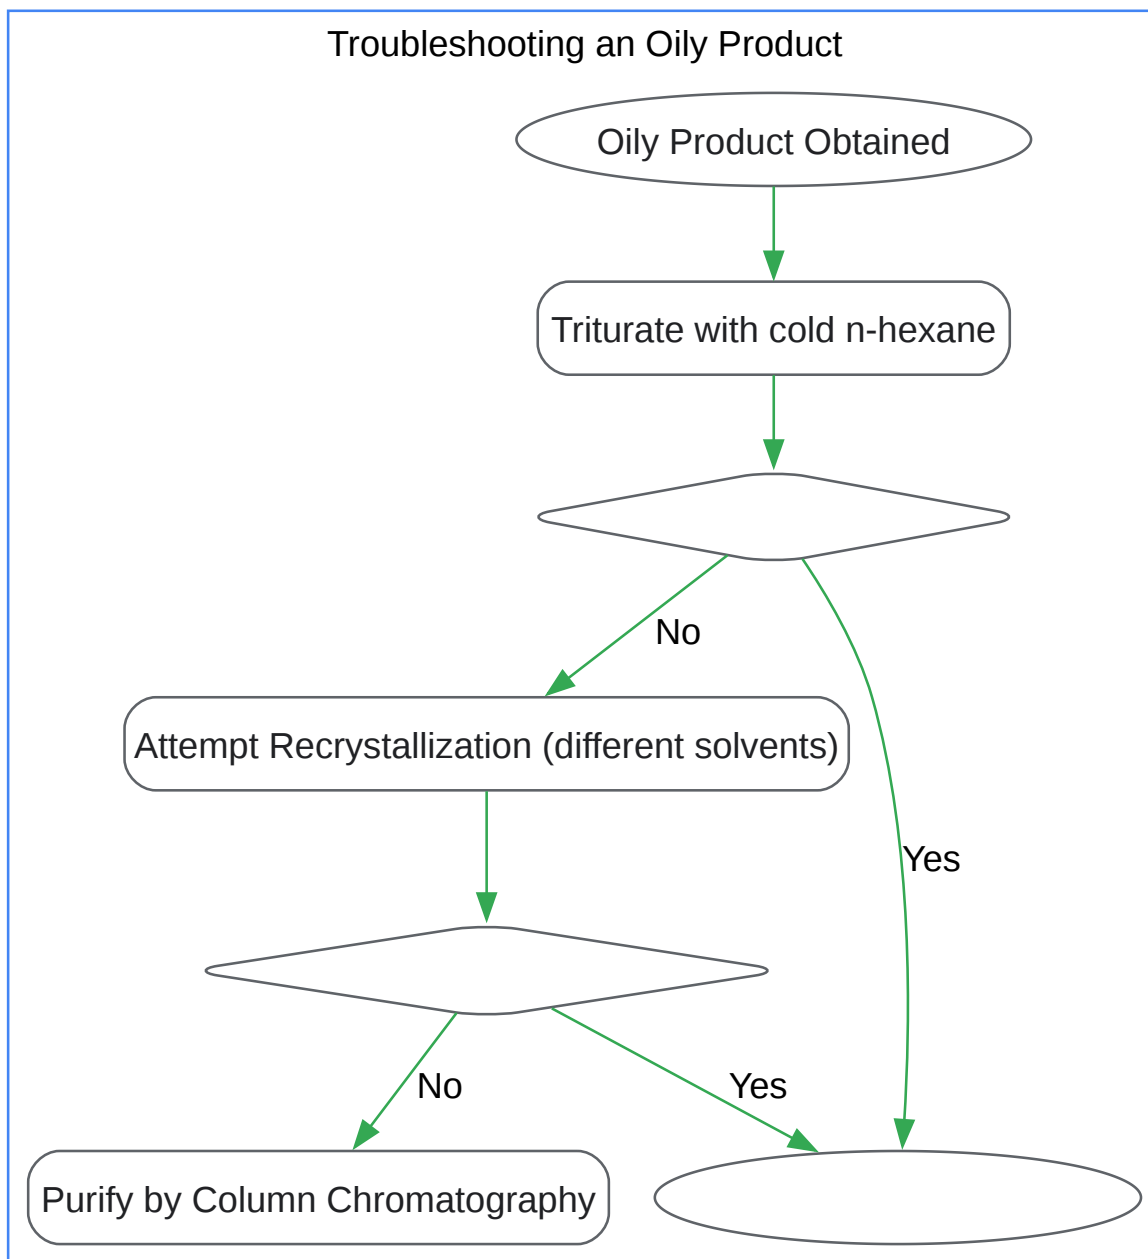 Troubleshooting an Oily Product
Oily Product Obtained
Triturate with cold n-hexane
No
Attempt Recrystallization (different solvents)
Yes
No
Yes
Purify by Column Chromatography